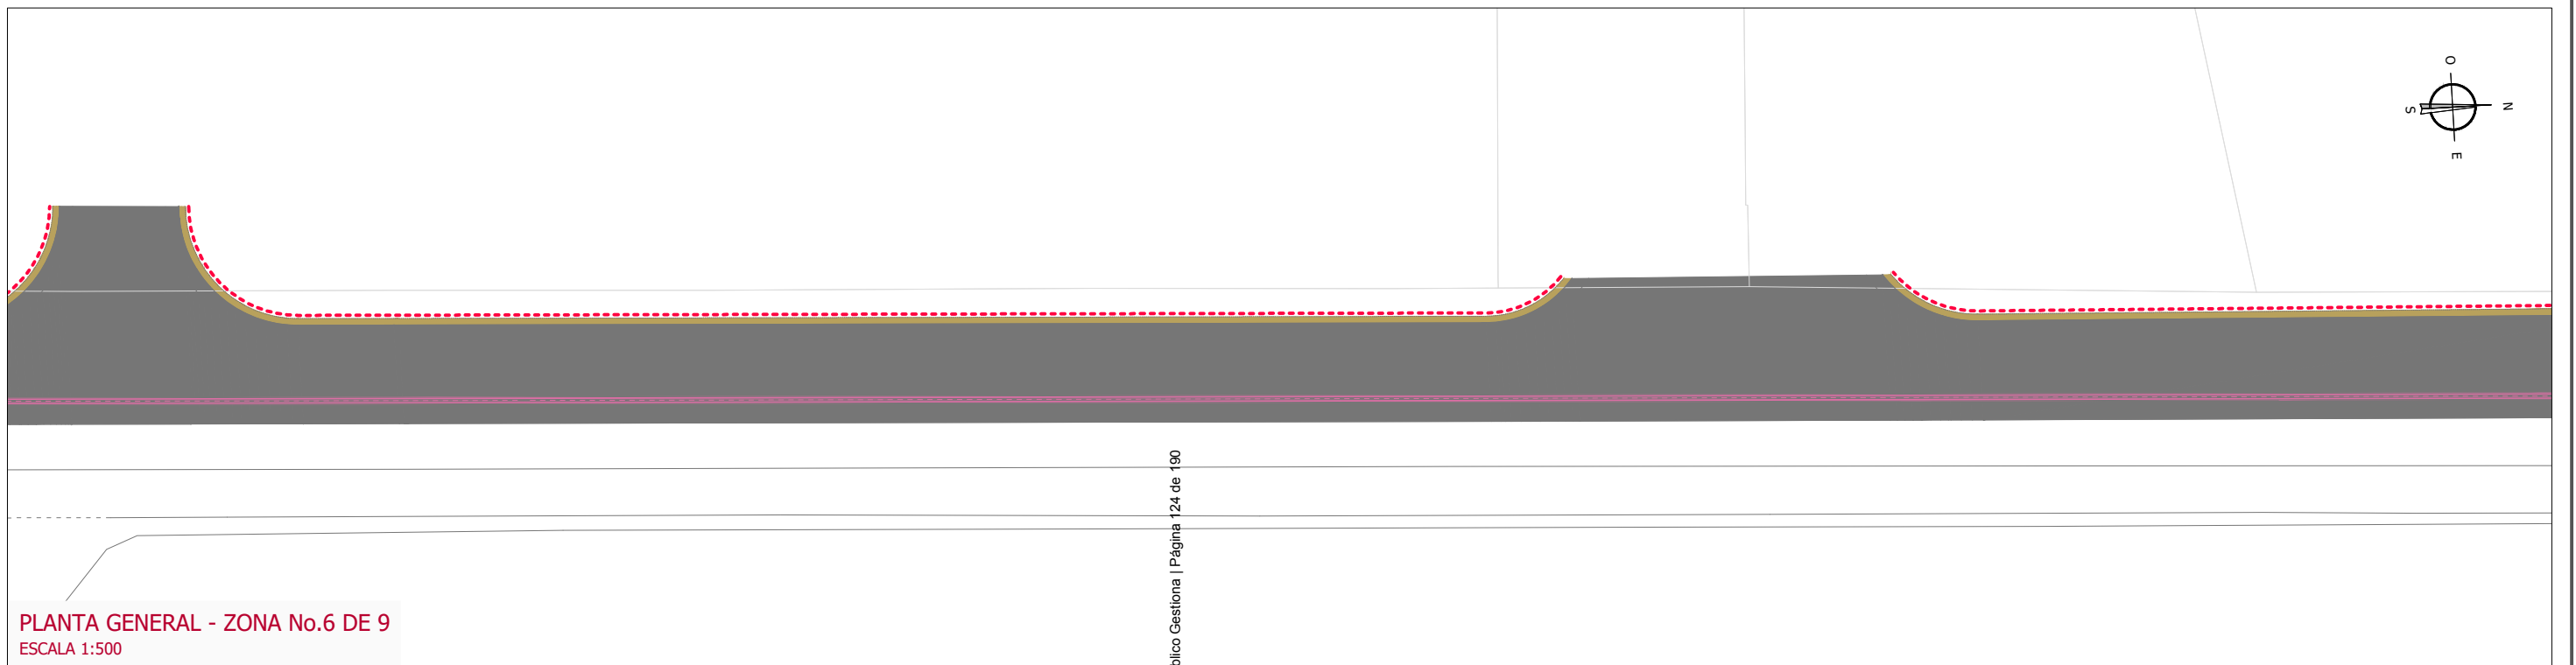 O
N
S
E
blico Gestiona | Página 124 de 190
PLANTA GENERAL - ZONA No.6 DE 9
ESCALA 1:500